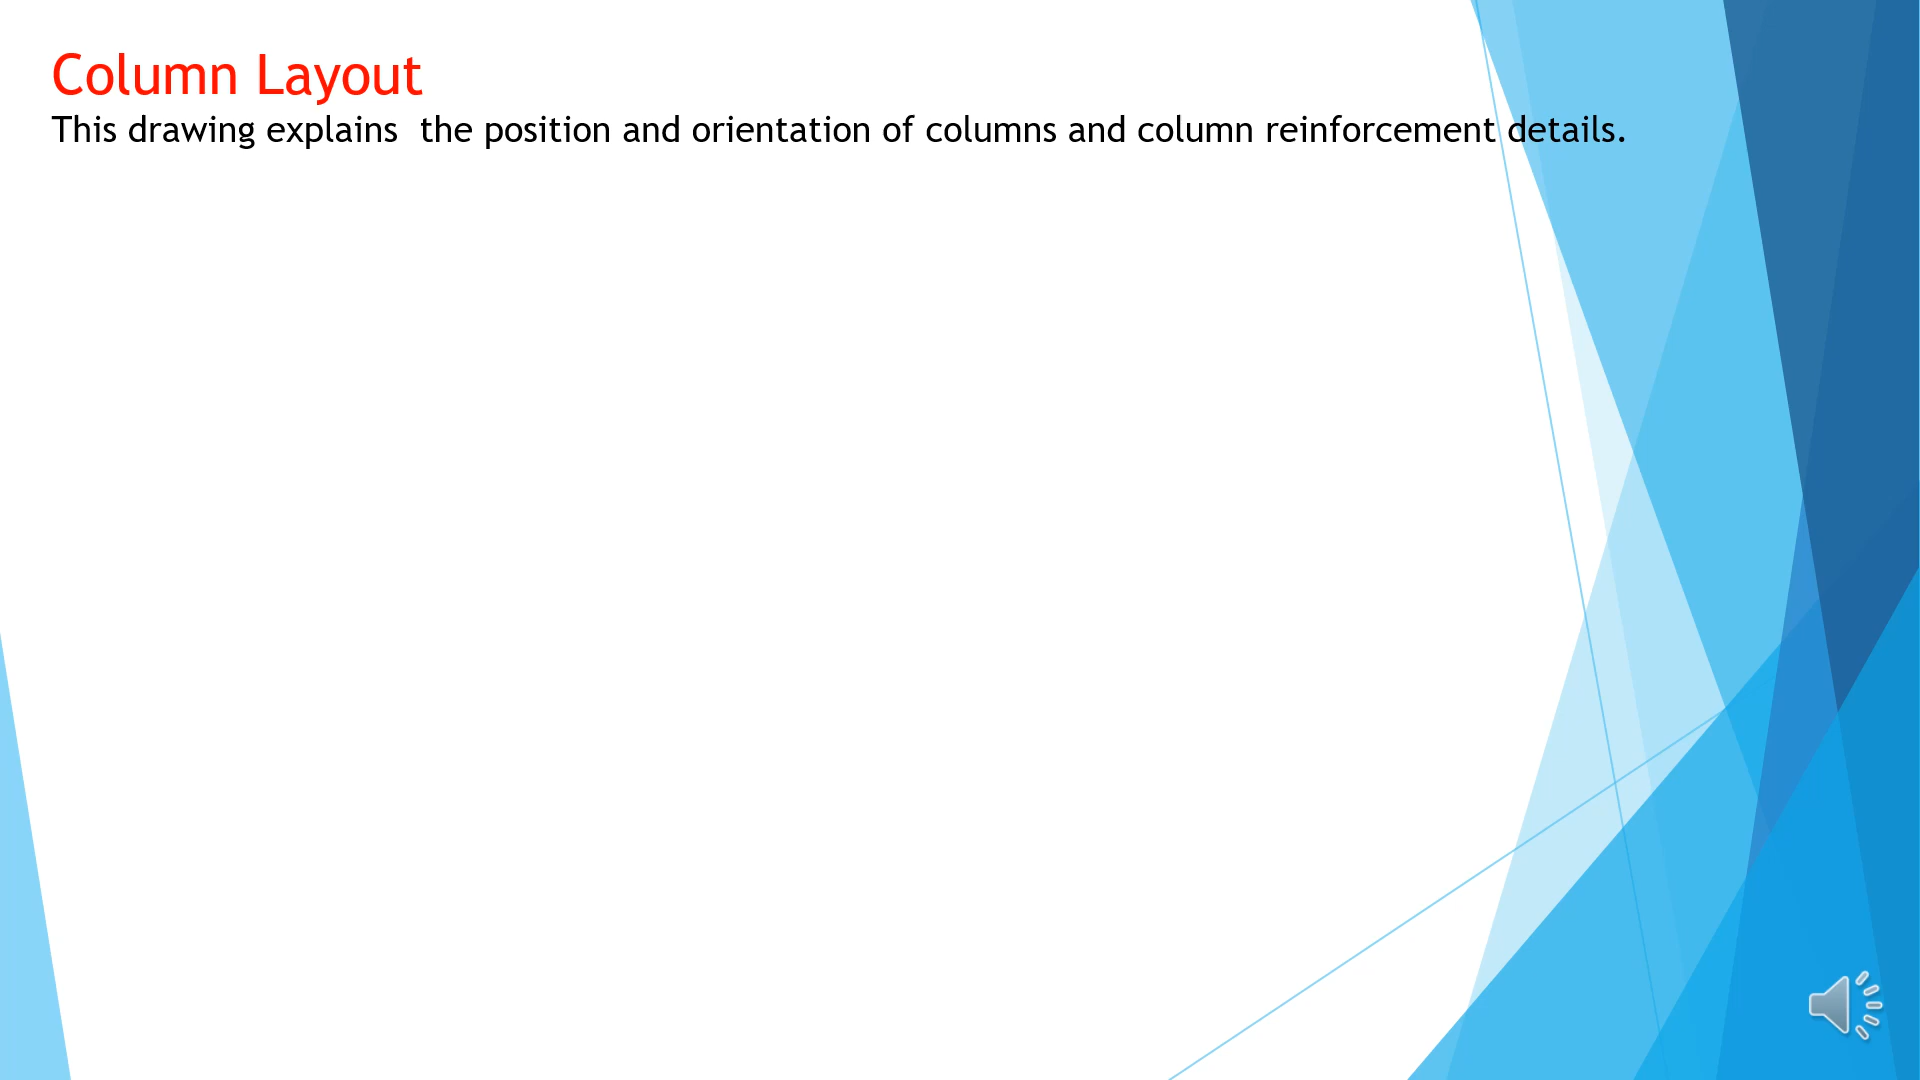 Column Layout
This drawing explains  the position and orientation of columns and column reinforcement details.